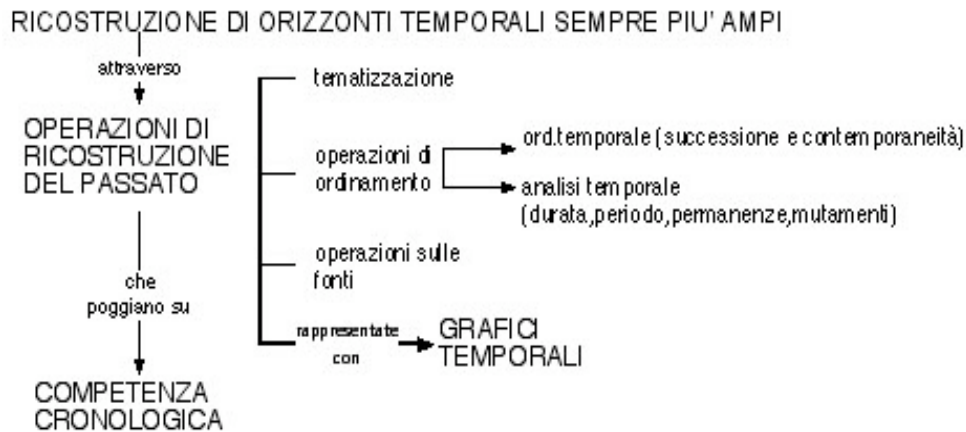 RICOSTRUZIONE DI ORIZZONTI TEMPORALI SEMPRE PIU' AMPI
attraverso
OPERAZIONI DI
RICOSTRUZIONE
DEL PASSATO
che
poggiano su
COMPETENZA
CRONOLOGICA
tematizzazione
operazioni di
ordinamento
ord.temporale (successione e contemporaneità)
analisi temporale
(durata,periodo,permanenze,mutamenti)
operazioni sulle
fonti
rappresentate
con
GRAFICI
TEMPORALI